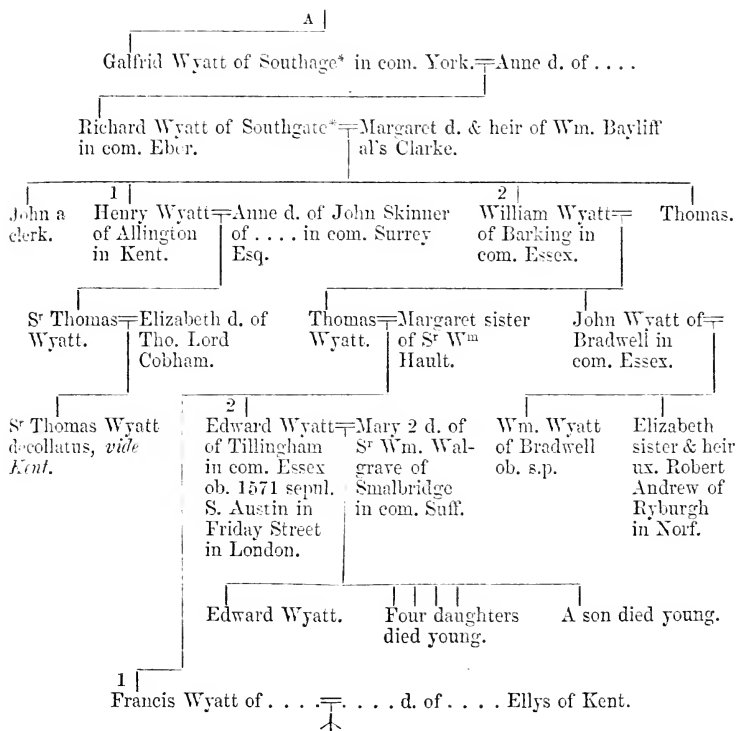 A
Galfrid Wyatt of Southage* in com. York.=Anne d. of . . . .
Richard Wyatt of Southgate*=Margaret d. & heir of Wm. Bayliff
in com. Eber. al's Clarke.
1 2
John a Henry Wyatt=Anne d. of John Skinner William Wyatt= Thomas.
clerk. of Allington of . . . . in com. Surrey of Barking in
in Kent. Esq. com. Essex.
Sr Thomas=Elizabeth d. of Thomas=Margaret sister John Wyatt of=
Wyatt. Tho. Lord Wyatt. of Sr Wm Bradwell in
Cobham. Hault. com. Essex.
2
Sr Thomas Wyatt Edward Wyatt=Mary 2 d. of Wm. Wyatt Elizabeth
decollatus, vide of Tillingham Sr Wm. Wal- of Bradwell sister & heir
Kent. in com. Essex grave of ob. s.p. ux. Robert
ob. 1571 sepul. Smalbridge Andrew of
S. Austin in in com. Suff. Ryburgh
Friday Street in Norf.
in London.
Edward Wyatt. Four daughters A son died young.
died young.
1
Francis Wyatt of . . . .=. . . . d. of . . . . Ellys of Kent.